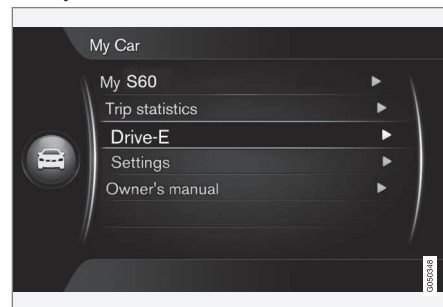 My Car
My S60
Trip statistics
Drive-E
Settings
Owner's manual
G050348